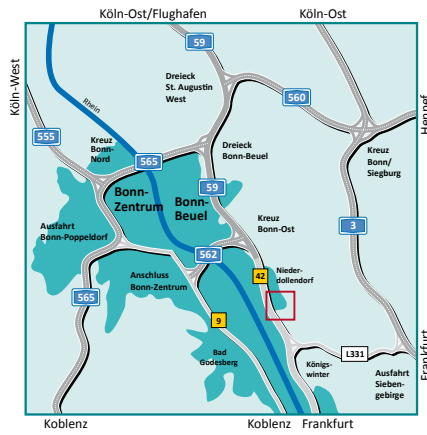 Köln-Ost/Flughafen
Köln-Ost
Köln-West
59
Dreieck
St. Augustin
West
560
Hennef
Rhein
555
Kreuz
Bonn-
Nord
565
Dreieck
Bonn-Beuel
Kreuz
Bonn/
Siegburg
Bonn-
Zentrum
Bonn-
Beuel
59
3
Ausfahrt
Bonn-Poppeldorf
Kreuz
Bonn-Ost
562
Anschluss
Bonn-Zentrum
42
Nieder-
dollendorf
565
9
Bad
Godesberg
L331
Königs-
winter
Ausfahrt
Sieben-
gebirge
Frankfurt
Koblenz
Koblenz
Frankfurt